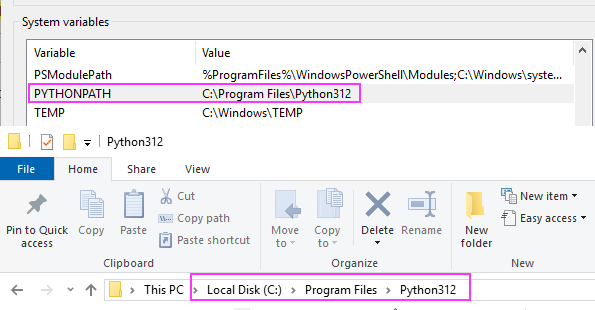 System variables
Variable Value
PSModulePath %ProgramFiles%\WindowsPowerShell\Modules;C:\Windows\syste...
PYTHONPATH C:\Program Files\Python312
TEMP C:\Windows\TEMP
Python312
File Home Share View
Pin to Quick access
Copy
Paste
Cut
Copy path
Paste shortcut
Move to
Copy to
Delete
Rename
New folder
New item
Easy access
Clipboard Organize New
This PC > Local Disk (C:) > Program Files > Python312